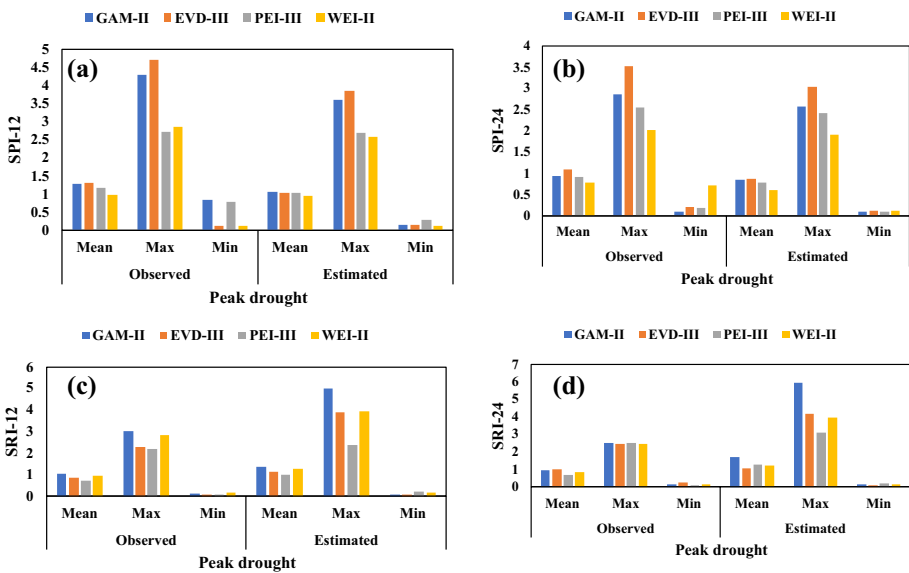 GAM-II EVD-III PEI-III WEI-II
(a)
SPI-12
5
4.5
4
3.5
3
2.5
2
1.5
1
0.5
0
Mean Max Min Mean Max Min
Observed Estimated
Peak drought
GAM-II EVD-III PEI-III WEI-II
(b)
SPI-24
4
3.5
3
2.5
2
1.5
1
0.5
0
Mean Max Min Mean Max Min
Observed Estimated
Peak drought
GAM-II EVD-III PEI-III WEI-II
(c)
SRI-12
6
5
4
3
2
1
0
Mean Max Min Mean Max Min
Observed Estimated
Peak drought
GAM-II EVD-III PEI-III WEI-II
(d)
SRI-24
7
6
5
4
3
2
1
0
Mean Max Min Mean Max Min
Observed Estimated
Peak drought